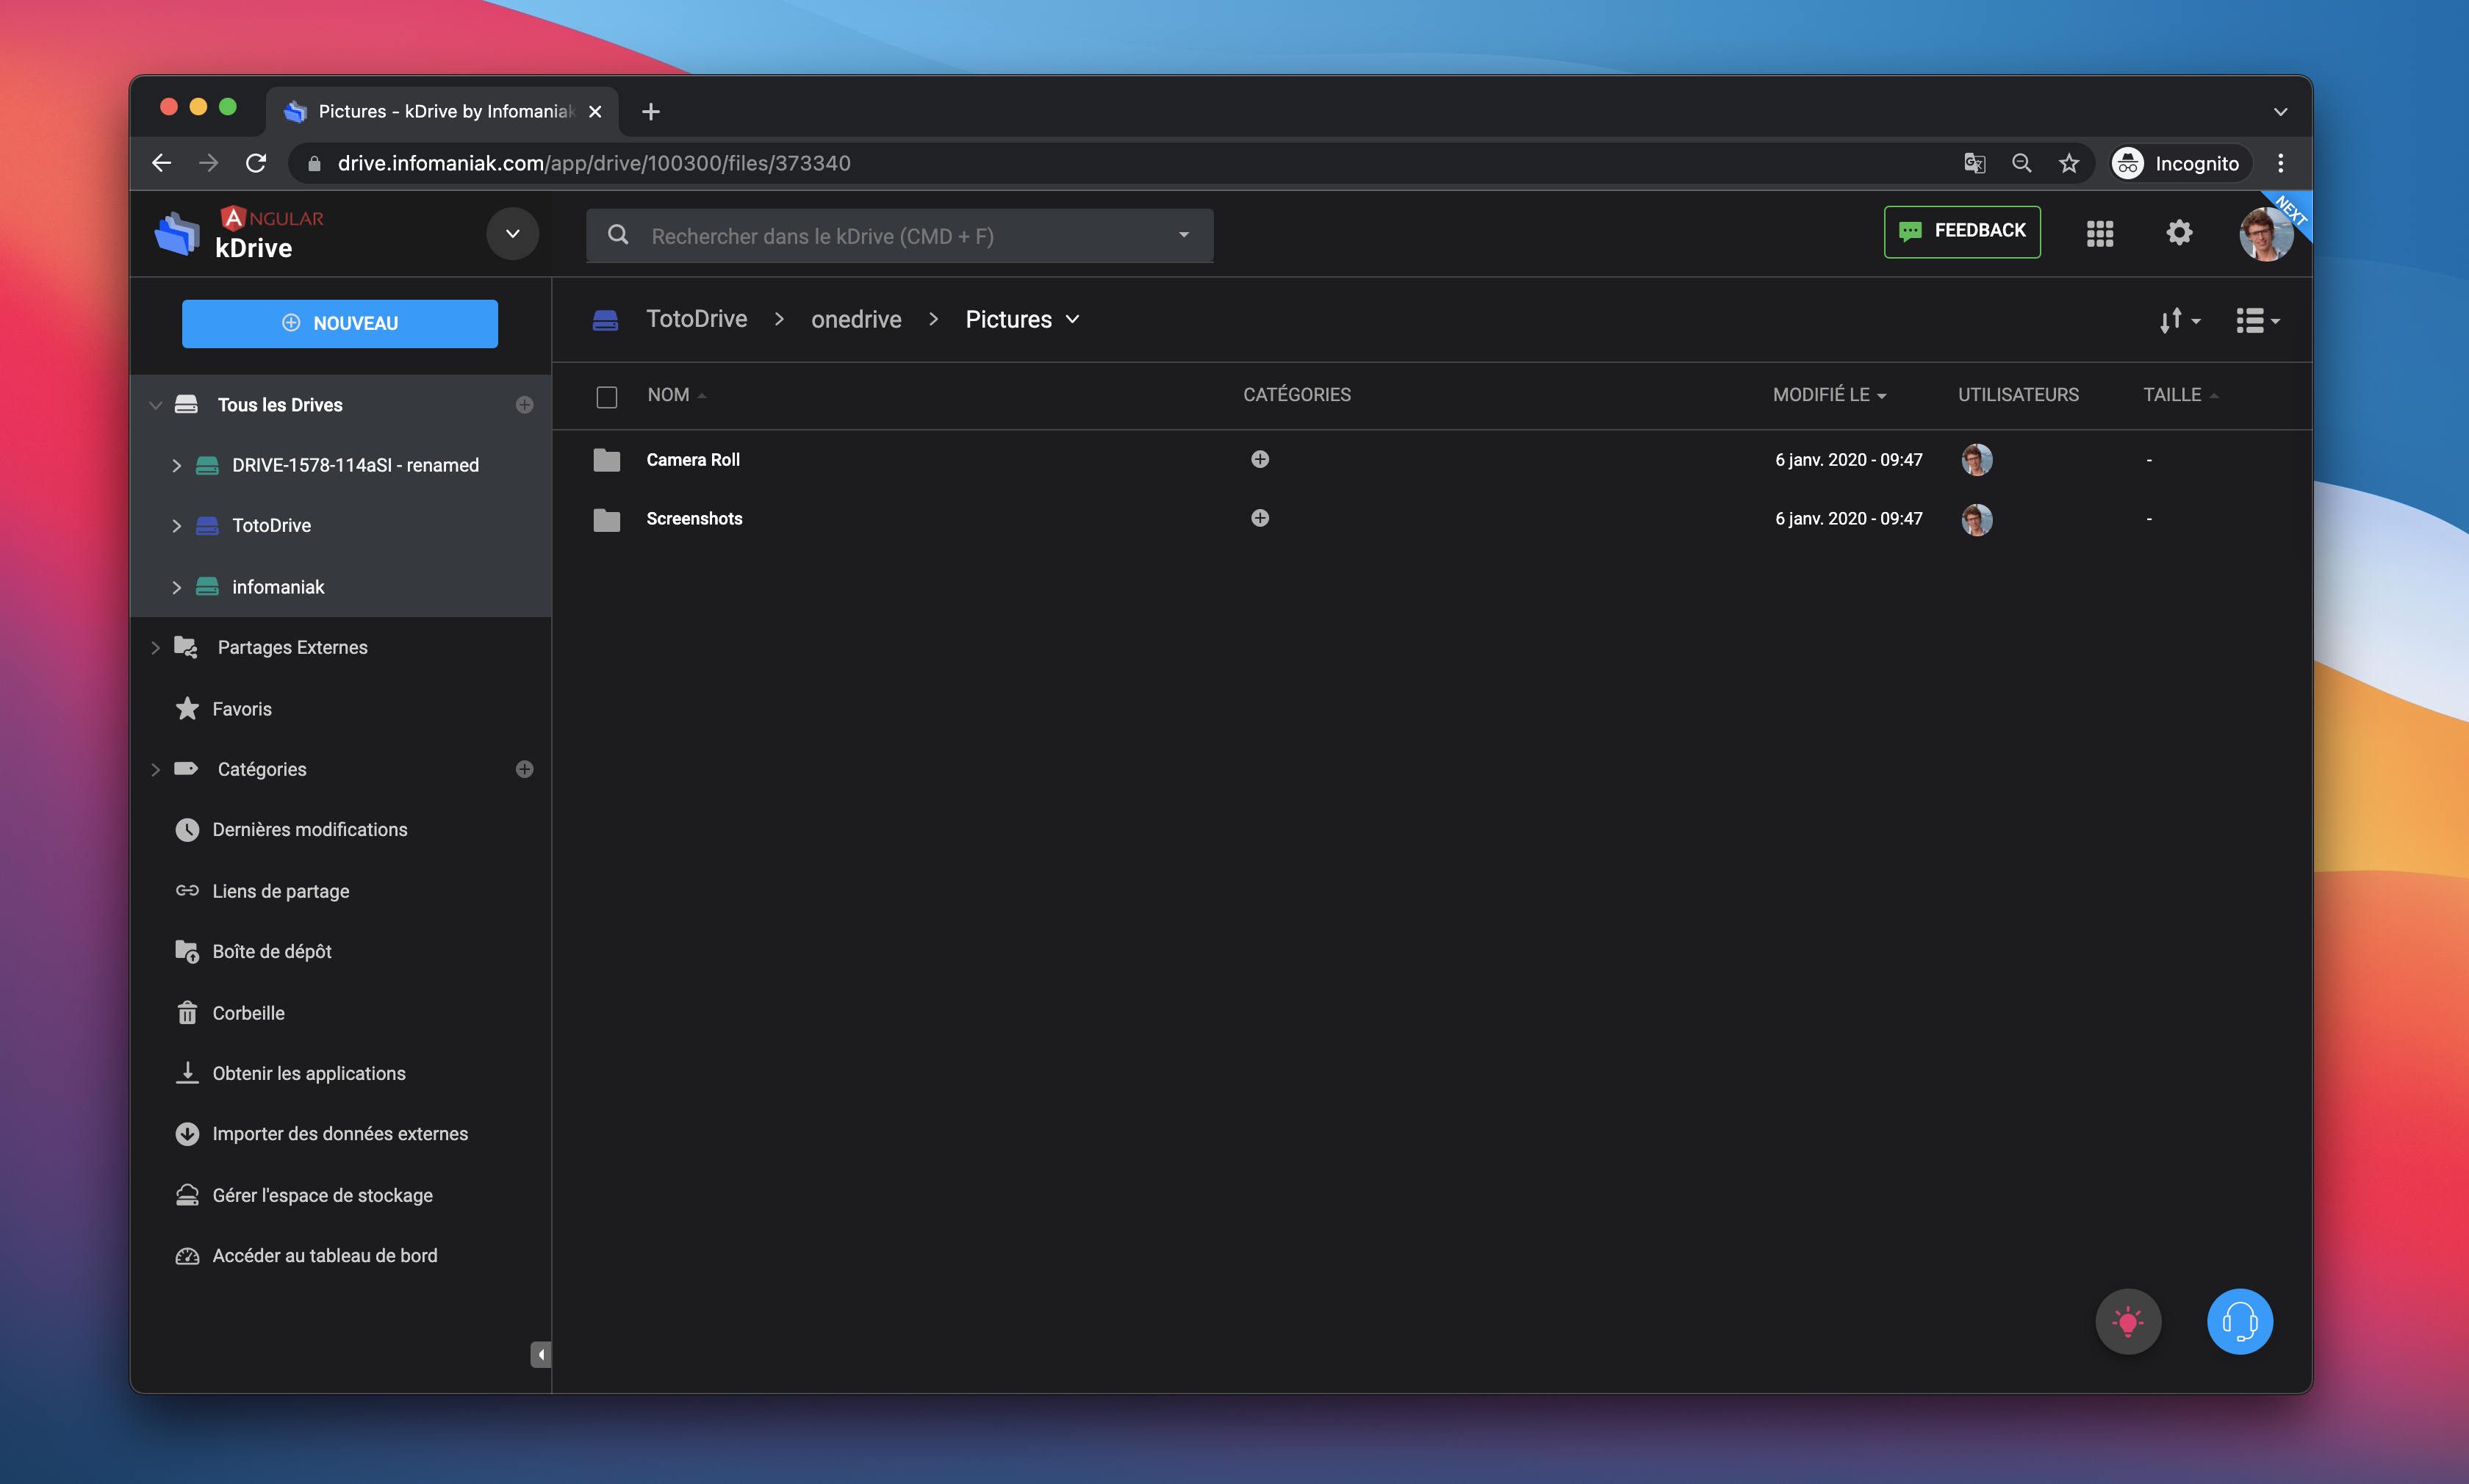 Pictures - kDrive by Infomaniak
drive.infomaniak.com/app/drive/100300/files/373340
Incognito
ANGULAR
kDrive
Rechercher dans le kDrive (CMD + F)
FEEDBACK
NEXT
NOUVEAU
TotoDrive > onedrive > Pictures
Tous les Drives
DRIVE-1578-114aSI - renamed
TotoDrive
infomaniak
Partages Externes
Favoris
Catégories
Dernières modifications
Liens de partage
Boîte de dépôt
Corbeille
Obtenir les applications
Importer des données externes
Gérer l'espace de stockage
Accéder au tableau de bord
NOM CATÉGORIES MODIFIÉ LE UTILISATEURS TAILLE
Camera Roll 6 janv. 2020 - 09:47 -
Screenshots 6 janv. 2020 - 09:47 -